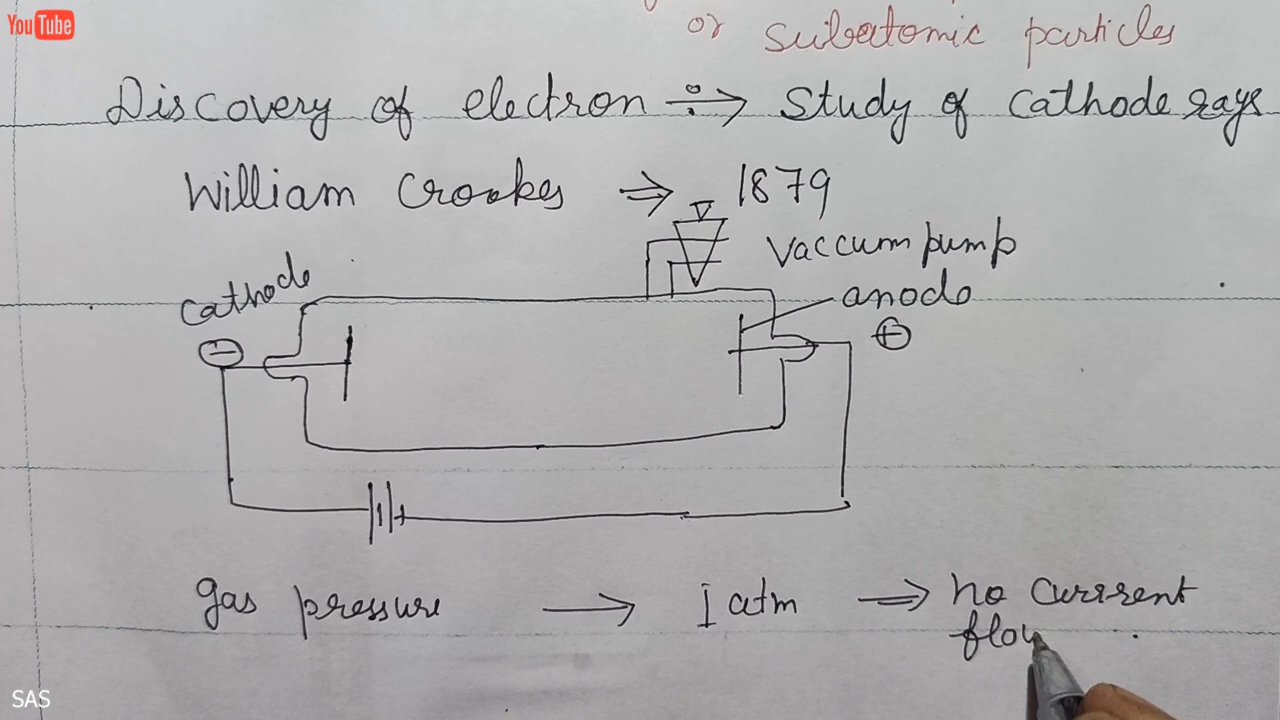 YouTube
or subatomic particles
Discovery of electron ÷→ Study of Cathode rays
William Crookes ⇒ 1879
Vaccum pump
Cathode
anode
−
+
gas pressure → 1 atm ⇒ no current
flow
SAS